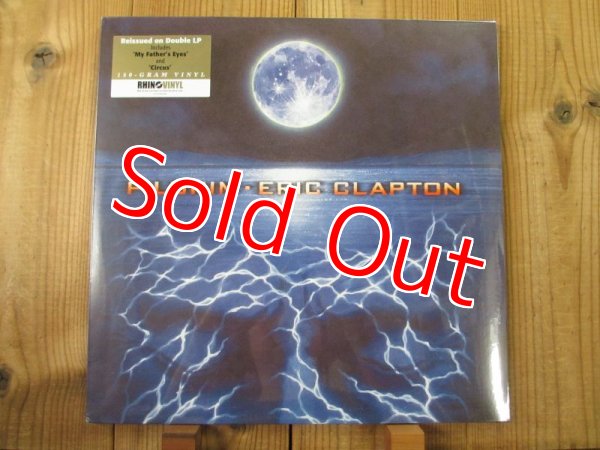 Reissued on Double LP
Includes
'My Father's Eyes'
and
'Circus'
180-GRAM VINYL
RHINO VINYL
ERIC CLAPTON
Sold Out